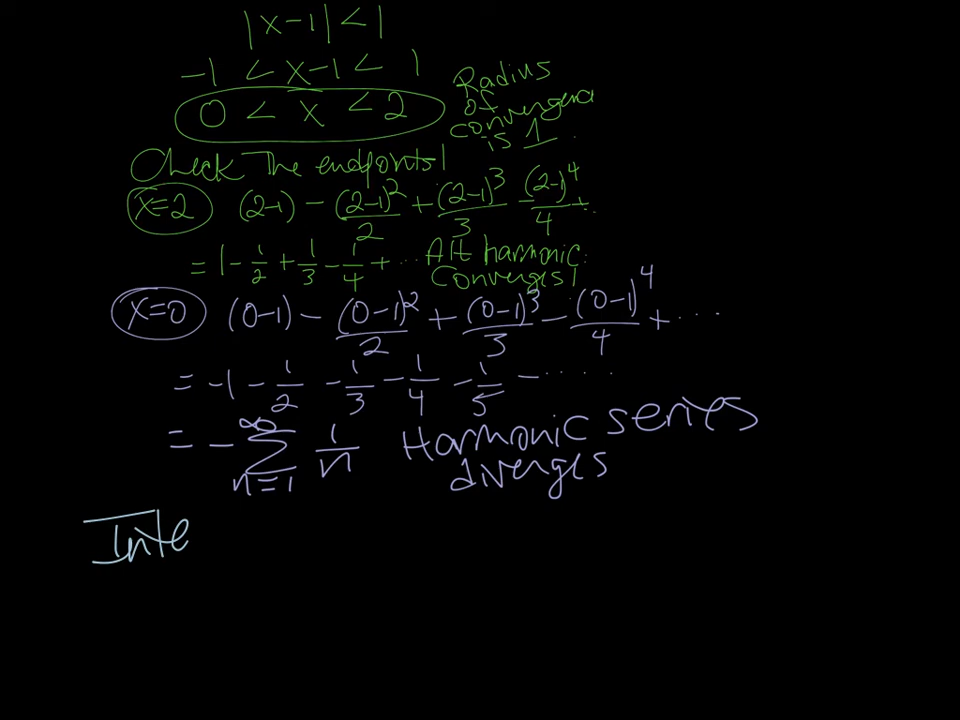 |x-1| < 1
-1 < x-1 < 1
0 < x < 2
Radius
of
convergence
is 1
Check The endpoints!
x=2 (2-1) - (2-1)²/2 + (2-1)³/3 - (2-1)⁴/4 + ...
= 1 - 1/2 + 1/3 - 1/4 + ... Alt harmonic
Converges!
x=0 (0-1) - (0-1)²/2 + (0-1)³/3 - (0-1)⁴/4 + ....
= -1 - 1/2 - 1/3 - 1/4 - 1/5 - .....
= - ∑_{n=1}^{∞} 1/n Harmonic series
diverges
Inte